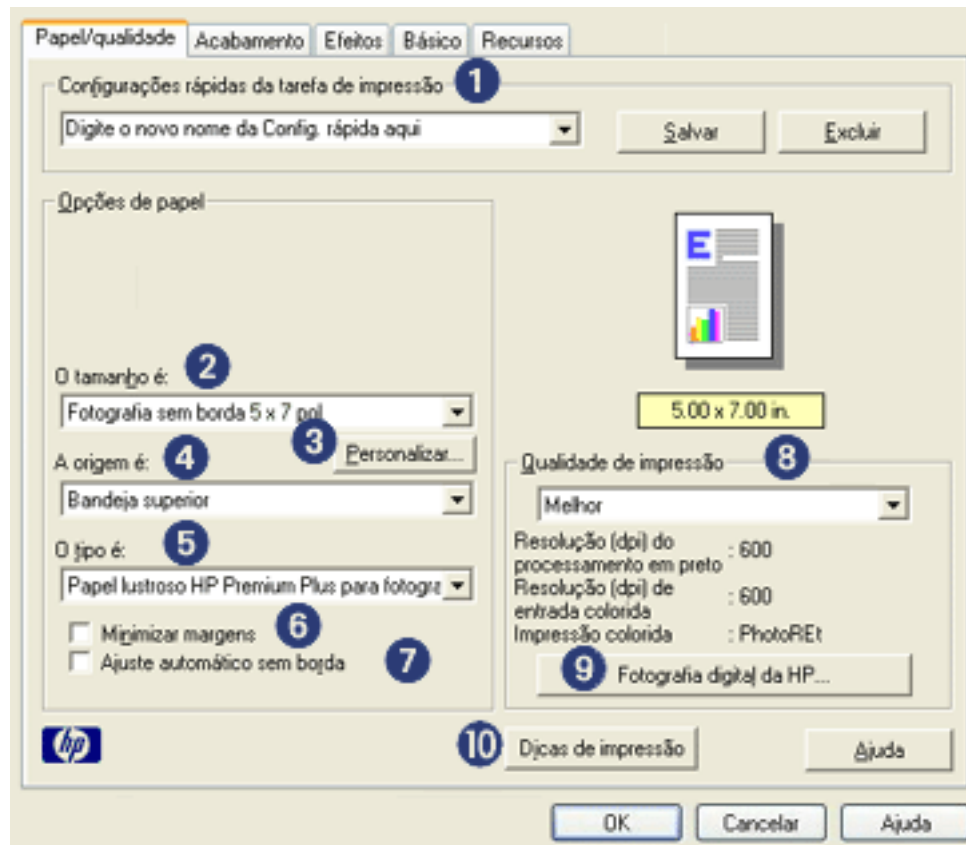 Papel/qualidade Acabamento Efeitos Básico Recursos
Configurações rápidas da tarefa de impressão 1
Digite o novo nome da Config. rápida aqui Salvar Excluir
Opções de papel
E
O tamanho é: 2
Fotografia sem borda 5 x 7 pol
5.00 x 7.00 in.
3 Personalizar...
A origem é: 4
Bandeja superior
Qualidade de impressão 8
Melhor
O tipo é: 5
Papel lustroso HP Premium Plus para fotogra
Resolução (dpi) do
processamento em preto : 600
Resolução (dpi) de
entrada colorida : 600
Impressão colorida : PhotoREt
Minimizar margens 6
Ajuste automático sem borda 7
9 Fotografia digital da HP...
hp
10 Dicas de impressão Ajuda
OK Cancelar Ajuda